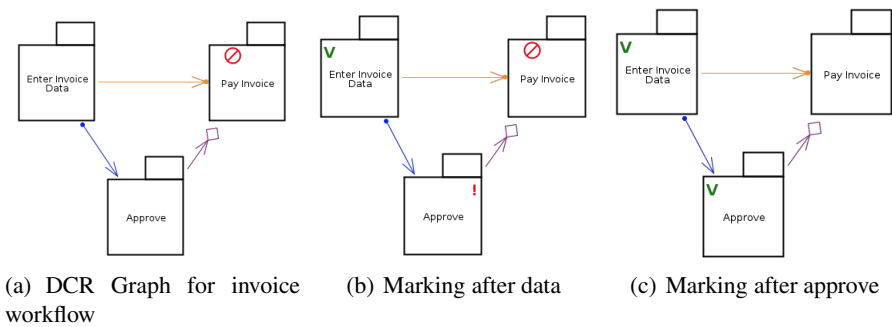 V
Enter Invoice
Data
Pay Invoice
Approve
(a) DCR Graph for invoice
workflow
V
Enter Invoice
Data
Pay Invoice
!
Approve
(b) Marking after data
V
Enter Invoice
Data
Pay Invoice
V
Approve
(c) Marking after approve